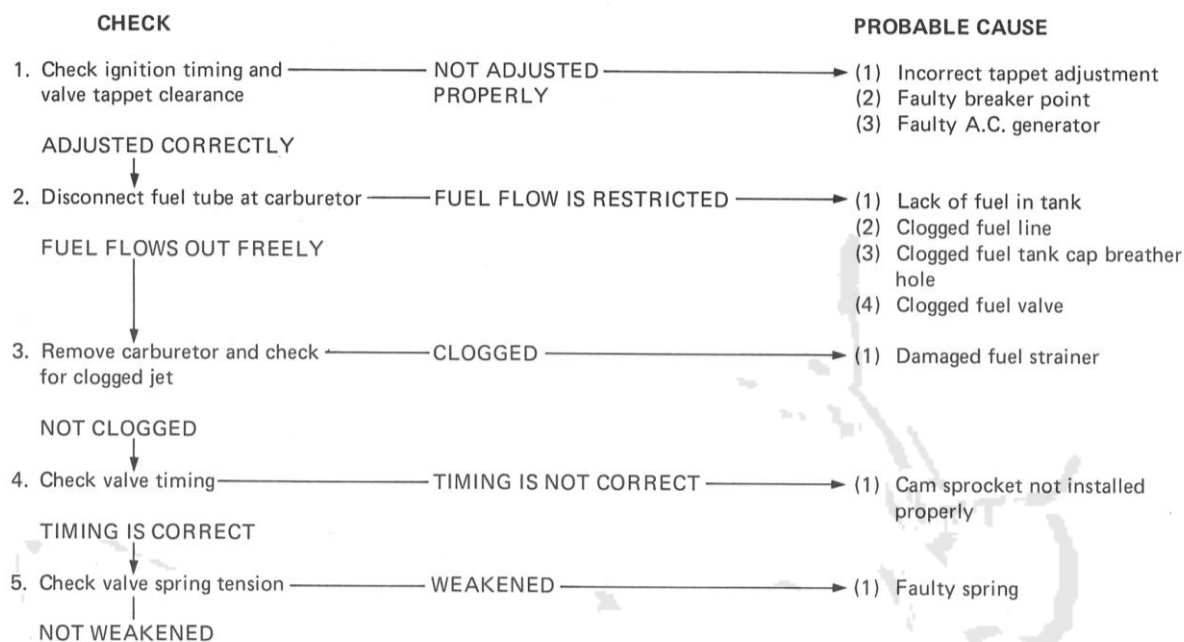 CHECK
PROBABLE CAUSE
1. Check ignition timing and
valve tappet clearance
NOT ADJUSTED
PROPERLY
(1) Incorrect tappet adjustment
(2) Faulty breaker point
(3) Faulty A.C. generator
ADJUSTED CORRECTLY
2. Disconnect fuel tube at carburetor
FUEL FLOW IS RESTRICTED
(1) Lack of fuel in tank
(2) Clogged fuel line
(3) Clogged fuel tank cap breather
hole
(4) Clogged fuel valve
FUEL FLOWS OUT FREELY
3. Remove carburetor and check
for clogged jet
CLOGGED
(1) Damaged fuel strainer
NOT CLOGGED
4. Check valve timing
TIMING IS NOT CORRECT
(1) Cam sprocket not installed
properly
TIMING IS CORRECT
5. Check valve spring tension
WEAKENED
(1) Faulty spring
NOT WEAKENED